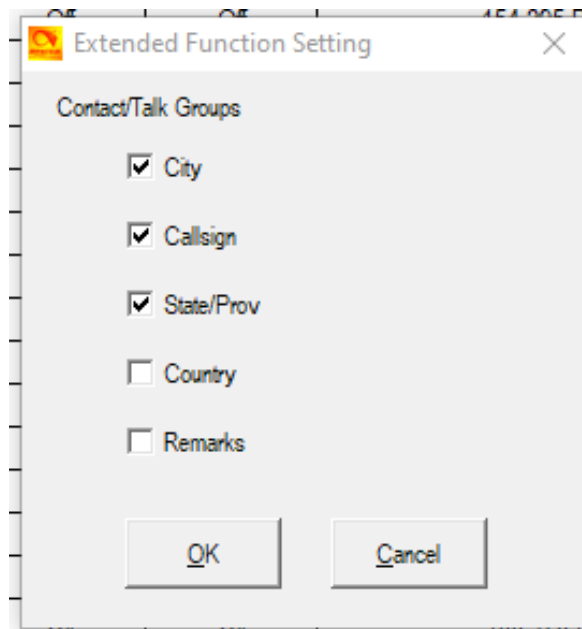 Extended Function Setting
Contact/Talk Groups
City
Callsign
State/Prov
Country
Remarks
OK
Cancel